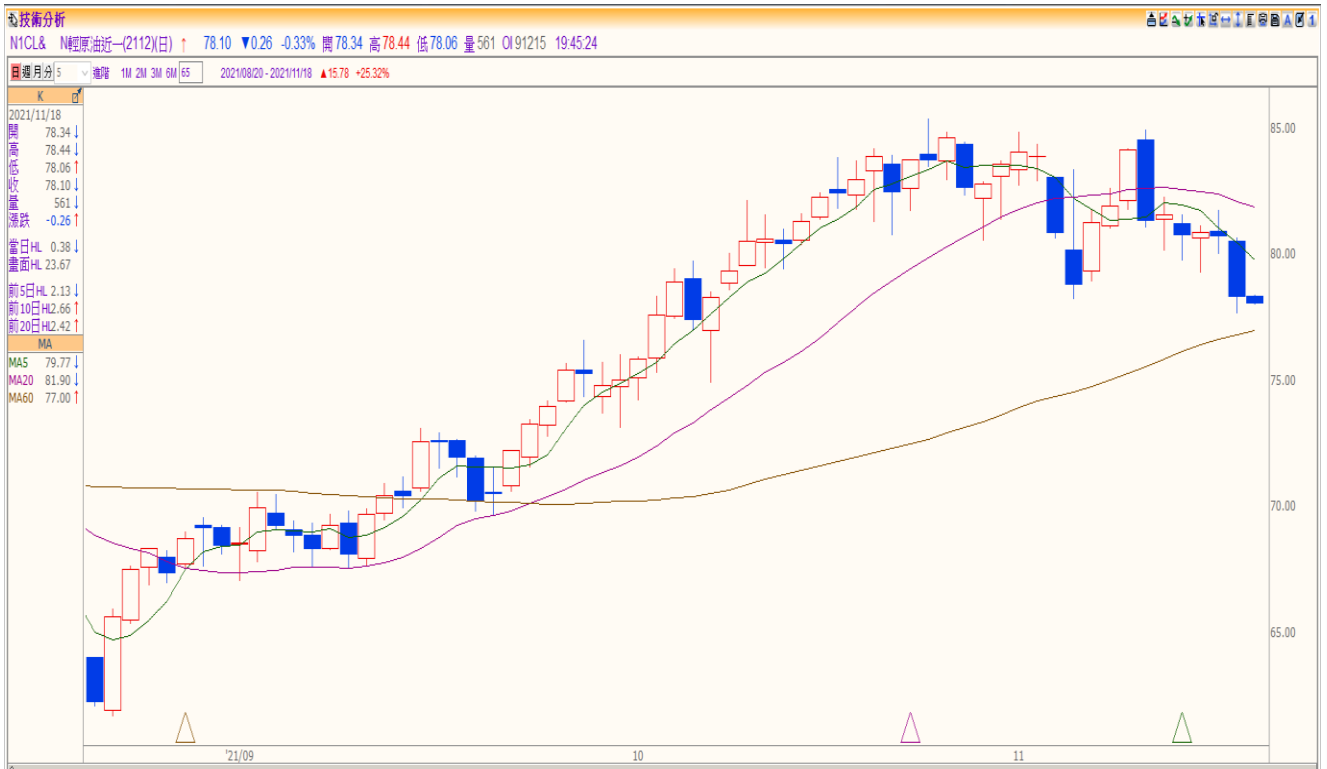 技術分析
N1CL& N輕原油近一(2112)(日) ↑ 78.10 ▼0.26 -0.33% 開 78.34 高 78.44 低 78.06 量 561 OI 91215 19:45:24
日 週 月 分 5 進階 1M 2M 3M 6M 65 2021/08/20 - 2021/11/18 ▲15.78 +25.32%
K
2021/11/18
開 78.34↓
高 78.44↓
低 78.06↑
收 78.10↓
量 561↓
漲跌 -0.26↑
當日HL 0.38↓
畫面HL 23.67
前5日HL 2.13↓
前10日HL2.66↑
前20日HL2.42↑
MA
MA5 79.77↓
MA20 81.90↓
MA60 77.00↑
85.00
80.00
75.00
70.00
65.00
'21/09 10 11